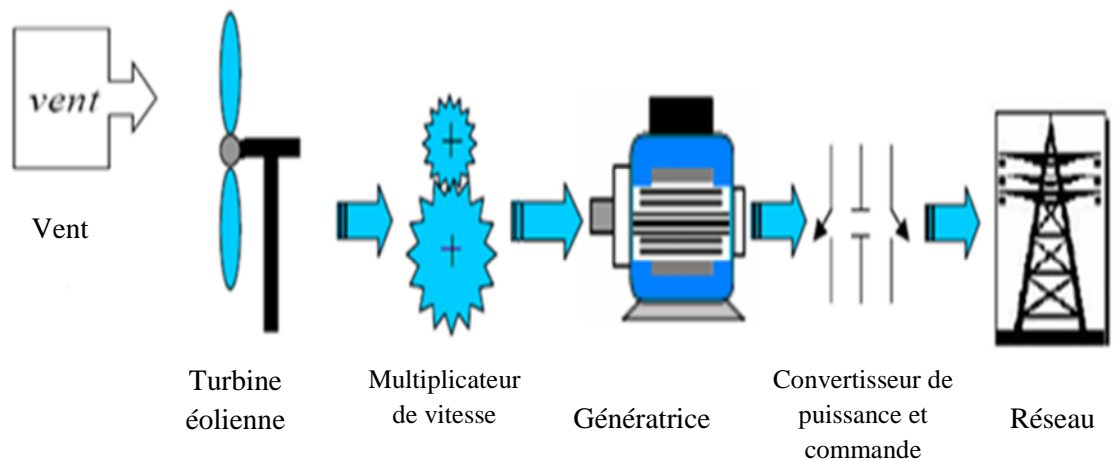 vent
Vent
Turbine
éolienne
Multiplicateur
de vitesse
Génératrice
Convertisseur de
puissance et
commande
Réseau